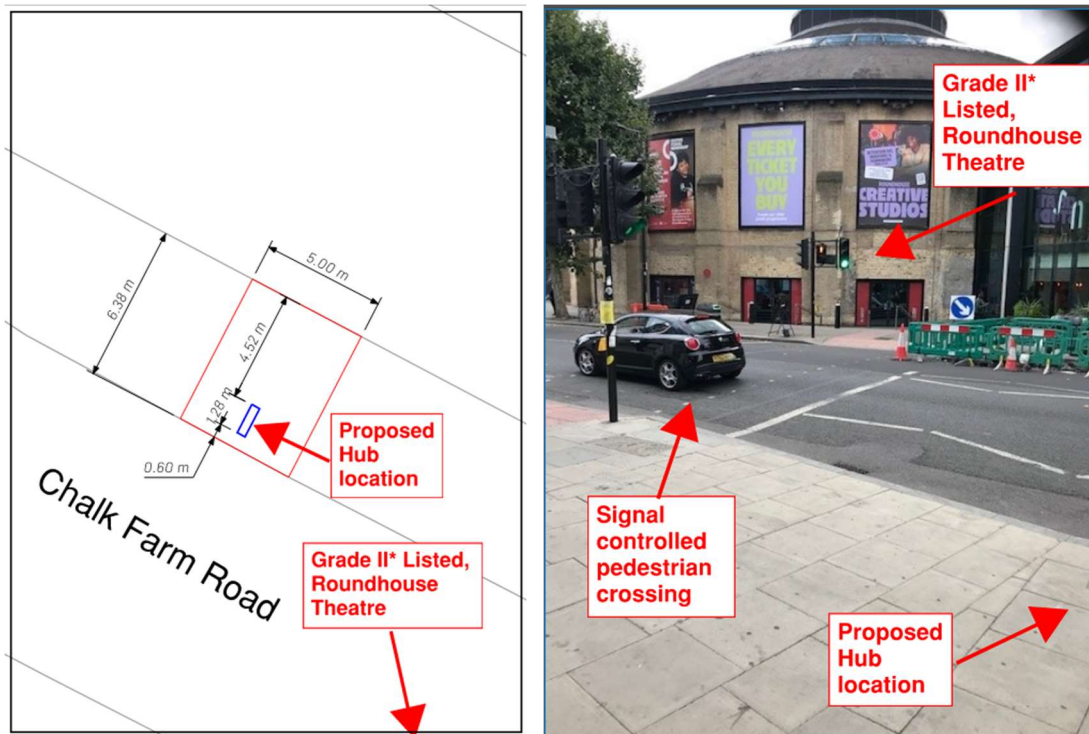 5.00 m
6.38 m
4.52 m
1.28 m
0.60 m
Proposed
Hub
location
Chalk Farm Road
Grade II* Listed,
Roundhouse
Theatre
Grade II*
Listed,
Roundhouse
Theatre
EVERY
TICKET
YOU
BUY
CREATIVE
STUDIOS
Signal
controlled
pedestrian
crossing
Proposed
Hub
location